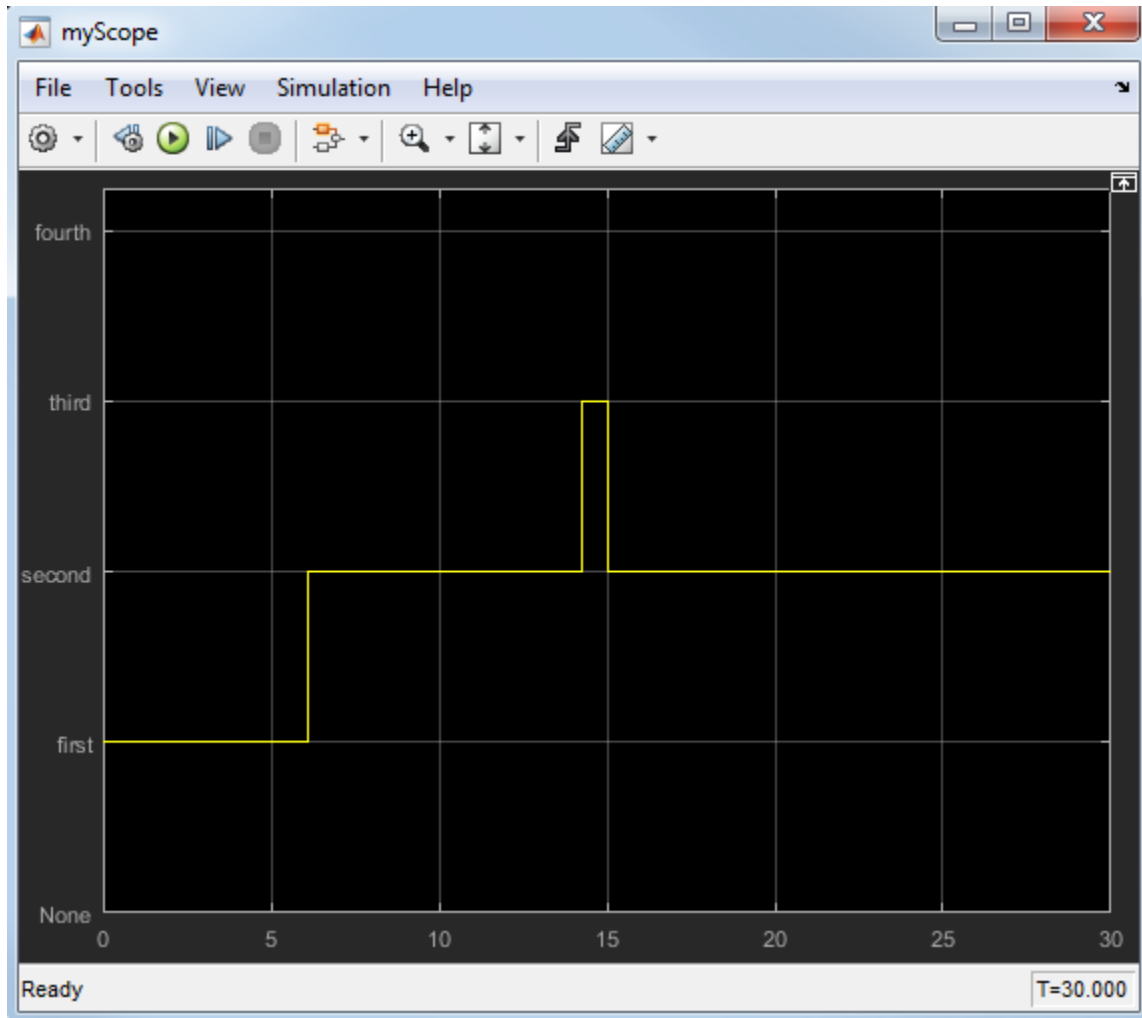 myScope
File Tools View Simulation Help
fourth
third
second
first
None
0 5 10 15 20 25 30
Ready T=30.000